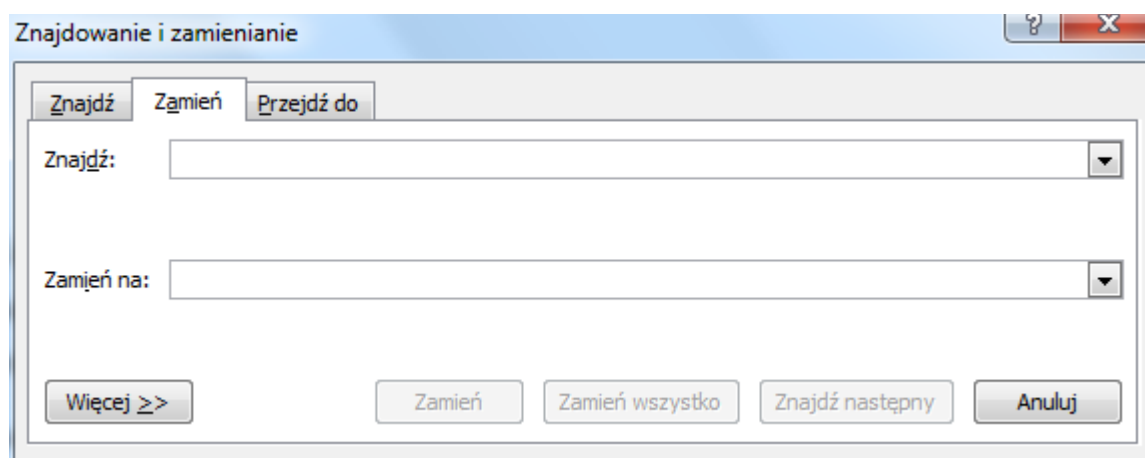 Znajdowanie i zamienianie
Znajdź Zamień Przejdź do
Znajdź:
Zamień na:
Więcej >> Zamień Zamień wszystko Znajdź następny Anuluj